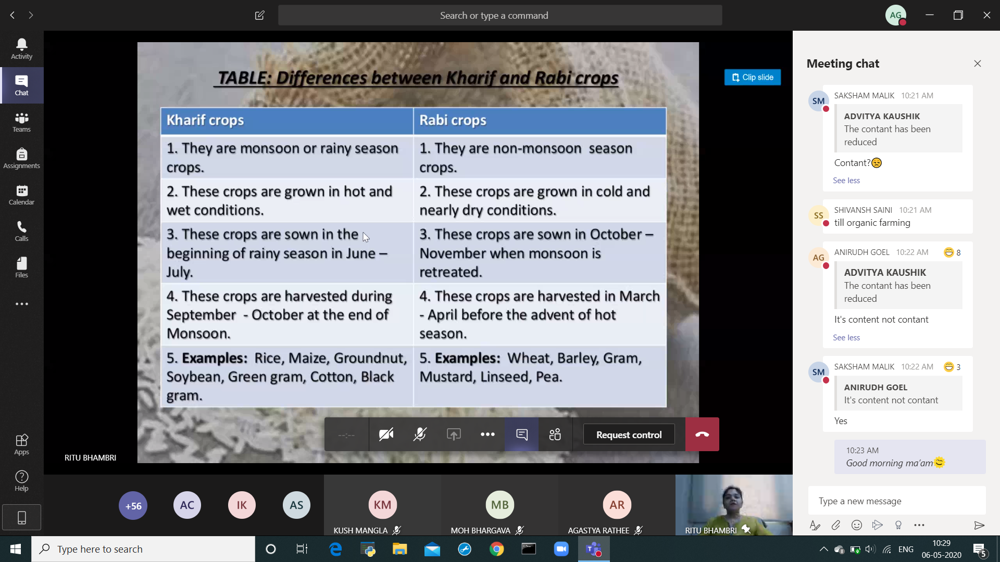 Search or type a command
AG
Activity
Chat
Teams
Assignments
Calendar
Calls
Files
Apps
Help
TABLE: Differences between Kharif and Rabi crops
Clip slide
Kharif crops
Rabi crops
1. They are monsoon or rainy season
crops.
1. They are non-monsoon season
crops.
2. These crops are grown in hot and
wet conditions.
2. These crops are grown in cold and
nearly dry conditions.
3. These crops are sown in the
beginning of rainy season in June –
July.
3. These crops are sown in October –
November when monsoon is
retreated.
4. These crops are harvested during
September - October at the end of
Monsoon.
4. These crops are harvested in March
- April before the advent of hot
season.
5. Examples: Rice, Maize, Groundnut,
Soybean, Green gram, Cotton, Black
gram.
5. Examples: Wheat, Barley, Gram,
Mustard, Linseed, Pea.
--:--
Request control
RITU BHAMBRI
+56
AC
IK
AS
KM
KUSH MANGLA
MB
MOH BHARGAVA
AR
AGASTYA RATHEE
RITU BHAMBRI
Meeting chat
SM
SAKSHAM MALIK 10:21 AM
ADVITYA KAUSHIK
The contant has been
reduced
Contant?😥
See less
SS
SHIVANSH SAINI 10:21 AM
till organic farming
AG
ANIRUDH GOEL 10:22 AM
8
ADVITYA KAUSHIK
The contant has been
reduced
It's content not contant
See less
SM
SAKSHAM MALIK 10:22 AM
3
ANIRUDH GOEL
It's content not contant
Yes
10:23 AM
Good morning ma'am😊
Type a new message
Type here to search
ENG
10:29
06-05-2020
5